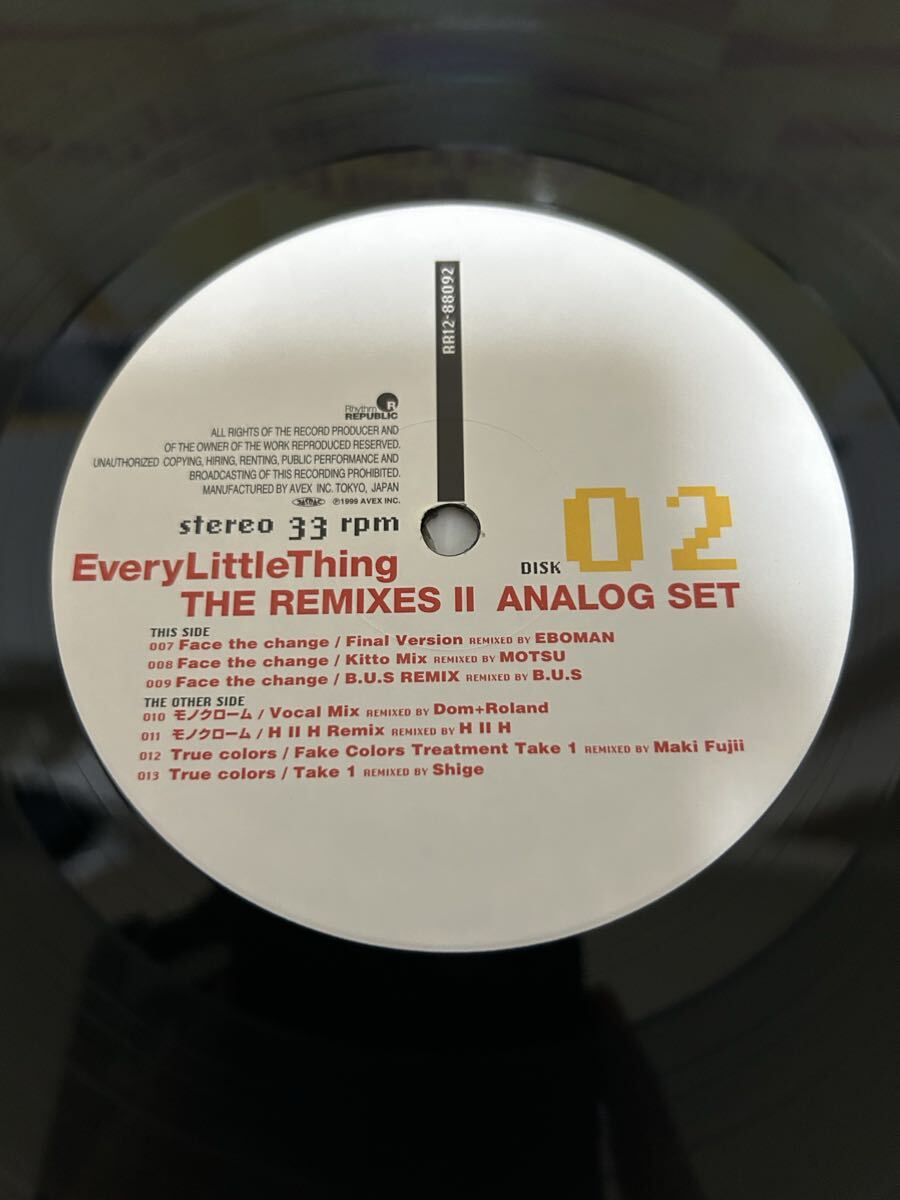 RR12-88092
Rhythm
REPUBLIC
R
ALL RIGHTS OF THE RECORD PRODUCER AND
OF THE OWNER OF THE WORK REPRODUCED RESERVED.
UNAUTHORIZED COPYING, HIRING, RENTING, PUBLIC PERFORMANCE AND
BROADCASTING OF THIS RECORDING PROHIBITED.
MANUFACTURED BY AVEX INC. TOKYO, JAPAN
JASRAC ℗1999 AVEX INC.
stereo 33 rpm
DISK 02
EveryLittleThing
THE REMIXES II ANALOG SET
THIS SIDE
007 Face the change / Final Version REMIXED BY EBOMAN
008 Face the change / Kitto Mix REMIXED BY MOTSU
009 Face the change / B.U.S REMIX REMIXED BY B.U.S
THE OTHER SIDE
010 モノクローム / Vocal Mix REMIXED BY Dom+Roland
011 モノクローム / H II H Remix REMIXED BY H II H
012 True colors / Fake Colors Treatment Take 1 REMIXED BY Maki Fujii
013 True colors / Take 1 REMIXED BY Shige